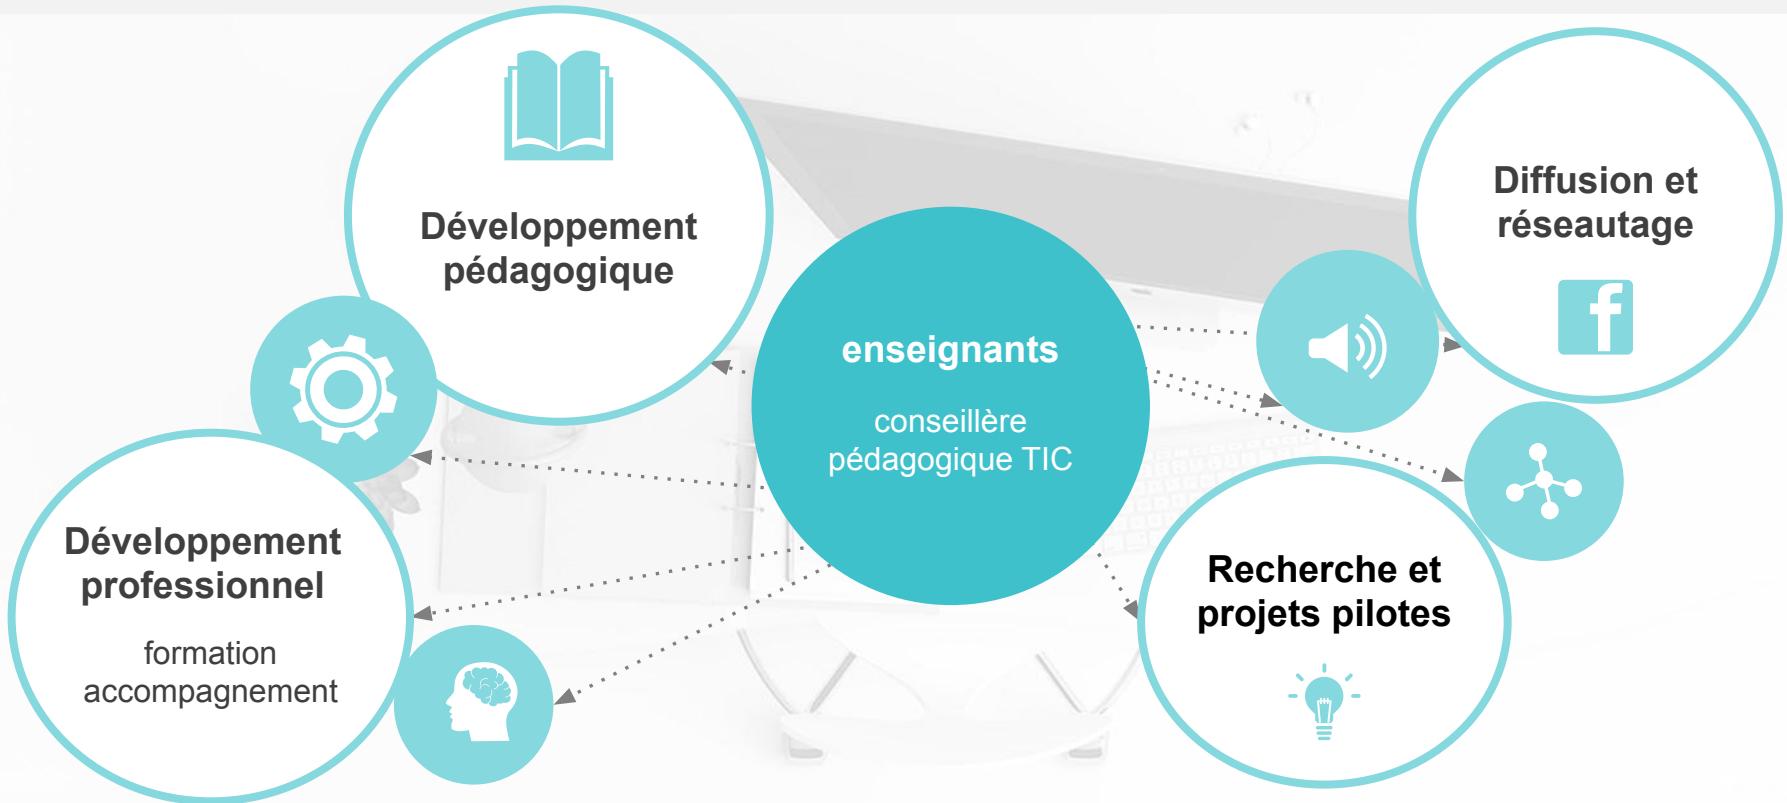 Développement
pédagogique
Diffusion et
réseautage
f
enseignants
conseillère
pédagogique TIC
Développement
professionnel
formation
accompagnement
Recherche et
projets pilotes